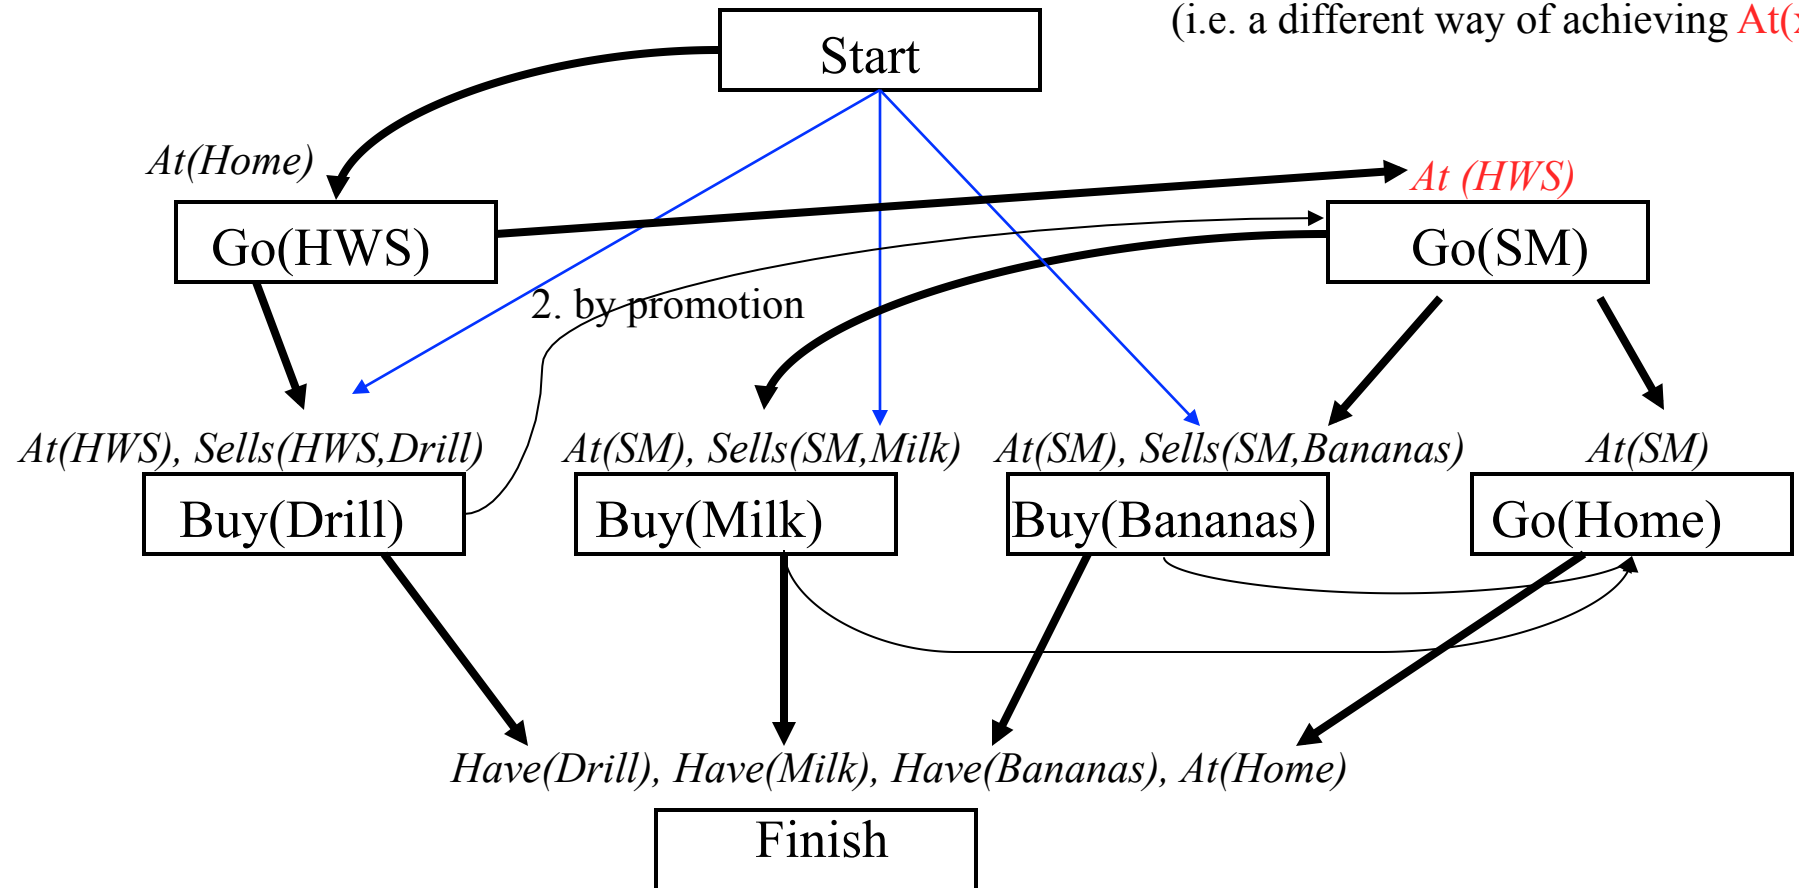 (i.e. a different way of achieving At(
Start
At(Home)
At (HWS)
Go(HWS)
Go(SM)
2. by promotion
At(HWS), Sells(HWS,Drill)
At(SM), Sells(SM,Milk)
At(SM), Sells(SM,Bananas)
At(SM)
Buy(Drill)
Buy(Milk)
Buy(Bananas)
Go(Home)
Have(Drill), Have(Milk), Have(Bananas), At(Home)
Finish